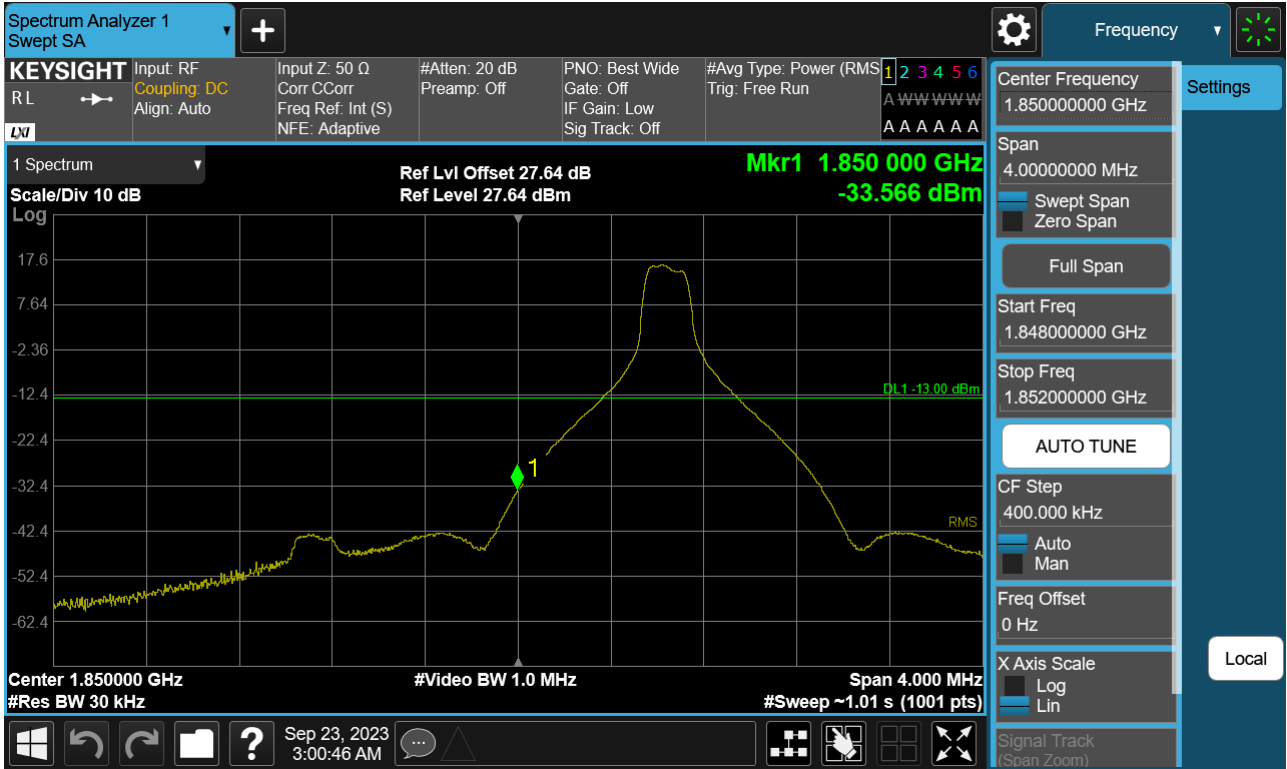 Spectrum Analyzer 1
Swept SA
Frequency
KEYSIGHT
R L
LXI
Input: RF
Coupling: DC
Align: Auto
Input Z: 50 Ω
Corr CCorr
Freq Ref: Int (S)
NFE: Adaptive
#Atten: 20 dB
Preamp: Off
PNO: Best Wide
Gate: Off
IF Gain: Low
Sig Track: Off
#Avg Type: Power (RMS
Trig: Free Run
1 2 3 4 5 6
A W W W W W
A A A A A A
1 Spectrum
Scale/Div 10 dB
Log
Ref Lvl Offset 27.64 dB
Ref Level 27.64 dBm
Mkr1 1.850 000 GHz
-33.566 dBm
17.6
7.64
-2.36
-12.4
-22.4
-32.4
-42.4
-52.4
-62.4
DL1 -13.00 dBm
1
RMS
Center 1.850000 GHz
#Video BW 1.0 MHz
Span 4.000 MHz
#Res BW 30 kHz
#Sweep ~1.01 s (1001 pts)
Sep 23, 2023
3:00:46 AM
Center Frequency
1.850000000 GHz
Span
4.00000000 MHz
Swept Span
Zero Span
Full Span
Start Freq
1.848000000 GHz
Stop Freq
1.852000000 GHz
AUTO TUNE
CF Step
400.000 kHz
Auto
Man
Freq Offset
0 Hz
X Axis Scale
Log
Lin
Signal Track
(Span Zoom)
Settings
Local